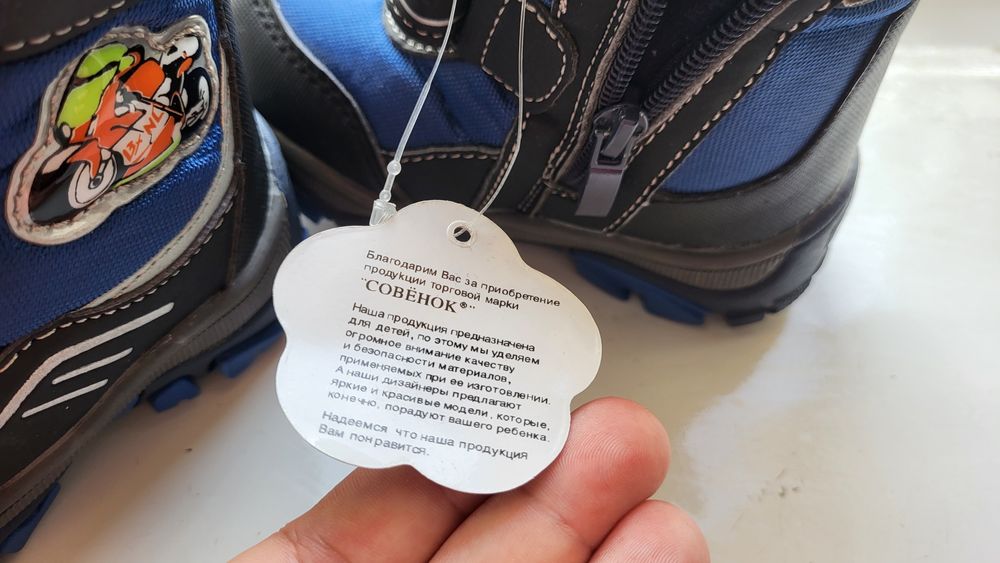 Благодарим Вас за приобретение
продукции торговой марки
"СОВЁНОК®"
Наша продукция предназначена
для детей, по этому мы уделяем
огромное внимание качеству
и безопасности материалов,
применяемых при ее изготовлении.
А наши дизайнеры предлагают
яркие и красивые модели, которые,
конечно, порадуют вашего ребенка.
Надеемся что наша продукция
Вам понравится.